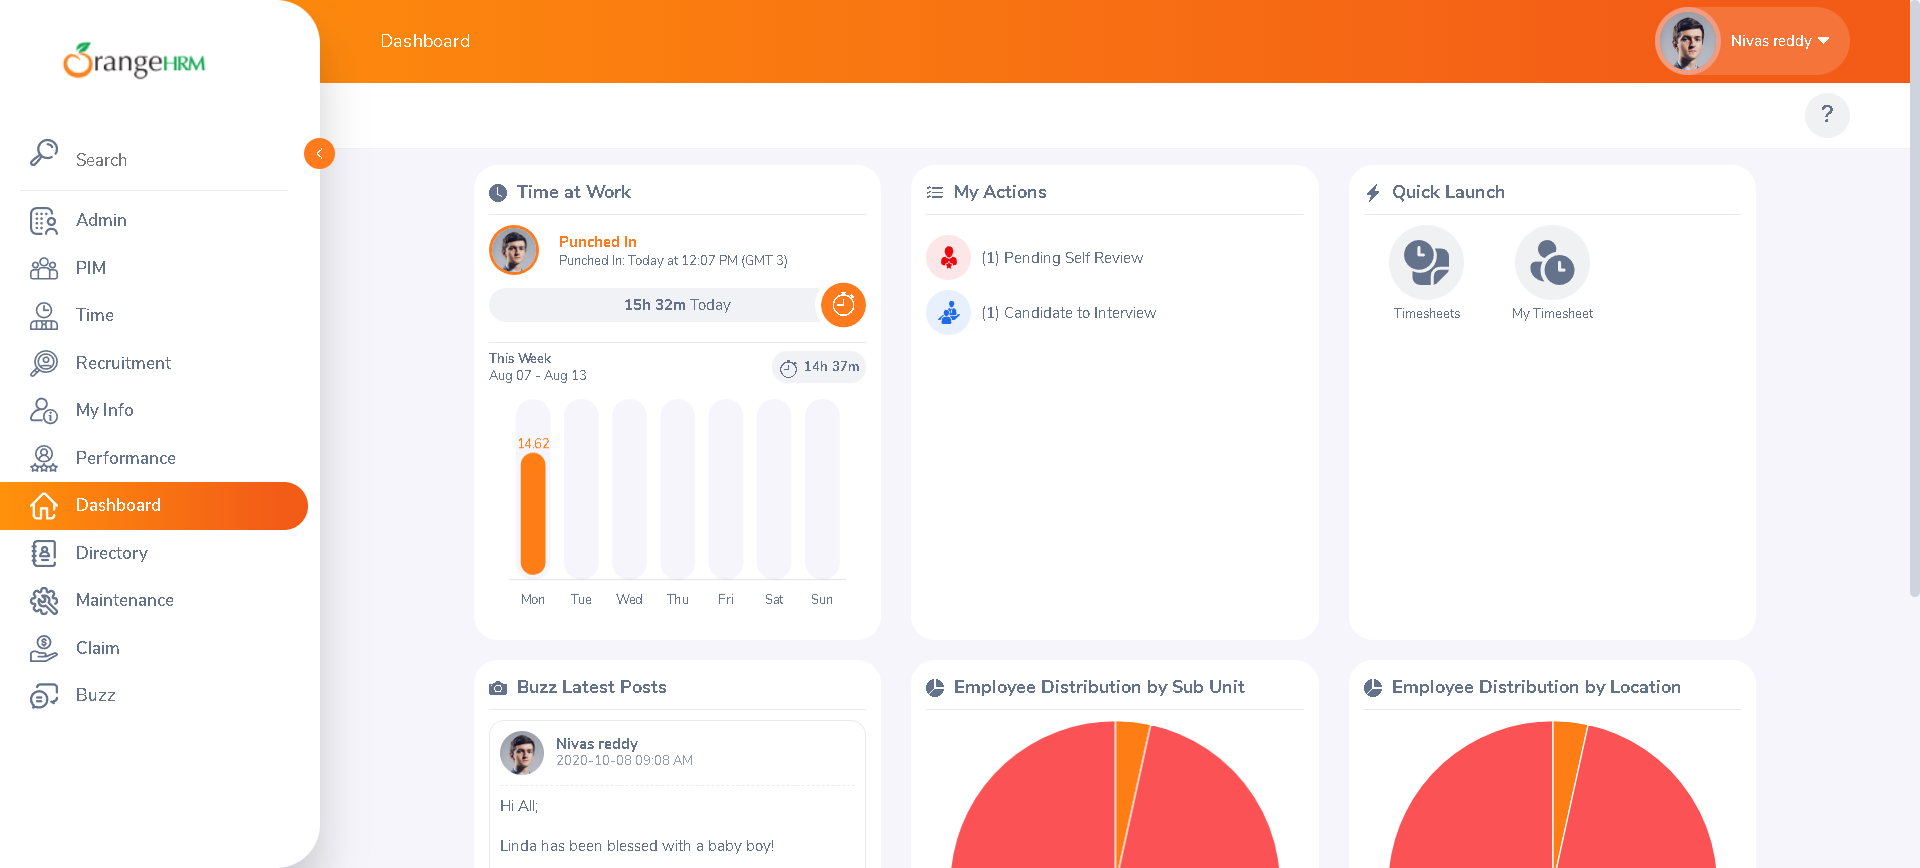 OrangeHRM
Search
Admin
PIM
Time
Recruitment
My Info
Performance
Dashboard
Directory
Maintenance
Claim
Buzz
Dashboard
Nivas reddy
?
Time at Work
Punched In
Punched In: Today at 12:07 PM (GMT 3)
15h 32m Today
This Week
Aug 07 - Aug 13
14h 37m
14.62
Mon Tue Wed Thu Fri Sat Sun
My Actions
(1) Pending Self Review
(1) Candidate to Interview
Quick Launch
Timesheets
My Timesheet
Buzz Latest Posts
Nivas reddy
2020-10-08 09:08 AM
Hi All;
Linda has been blessed with a baby boy!
Employee Distribution by Sub Unit
Employee Distribution by Location